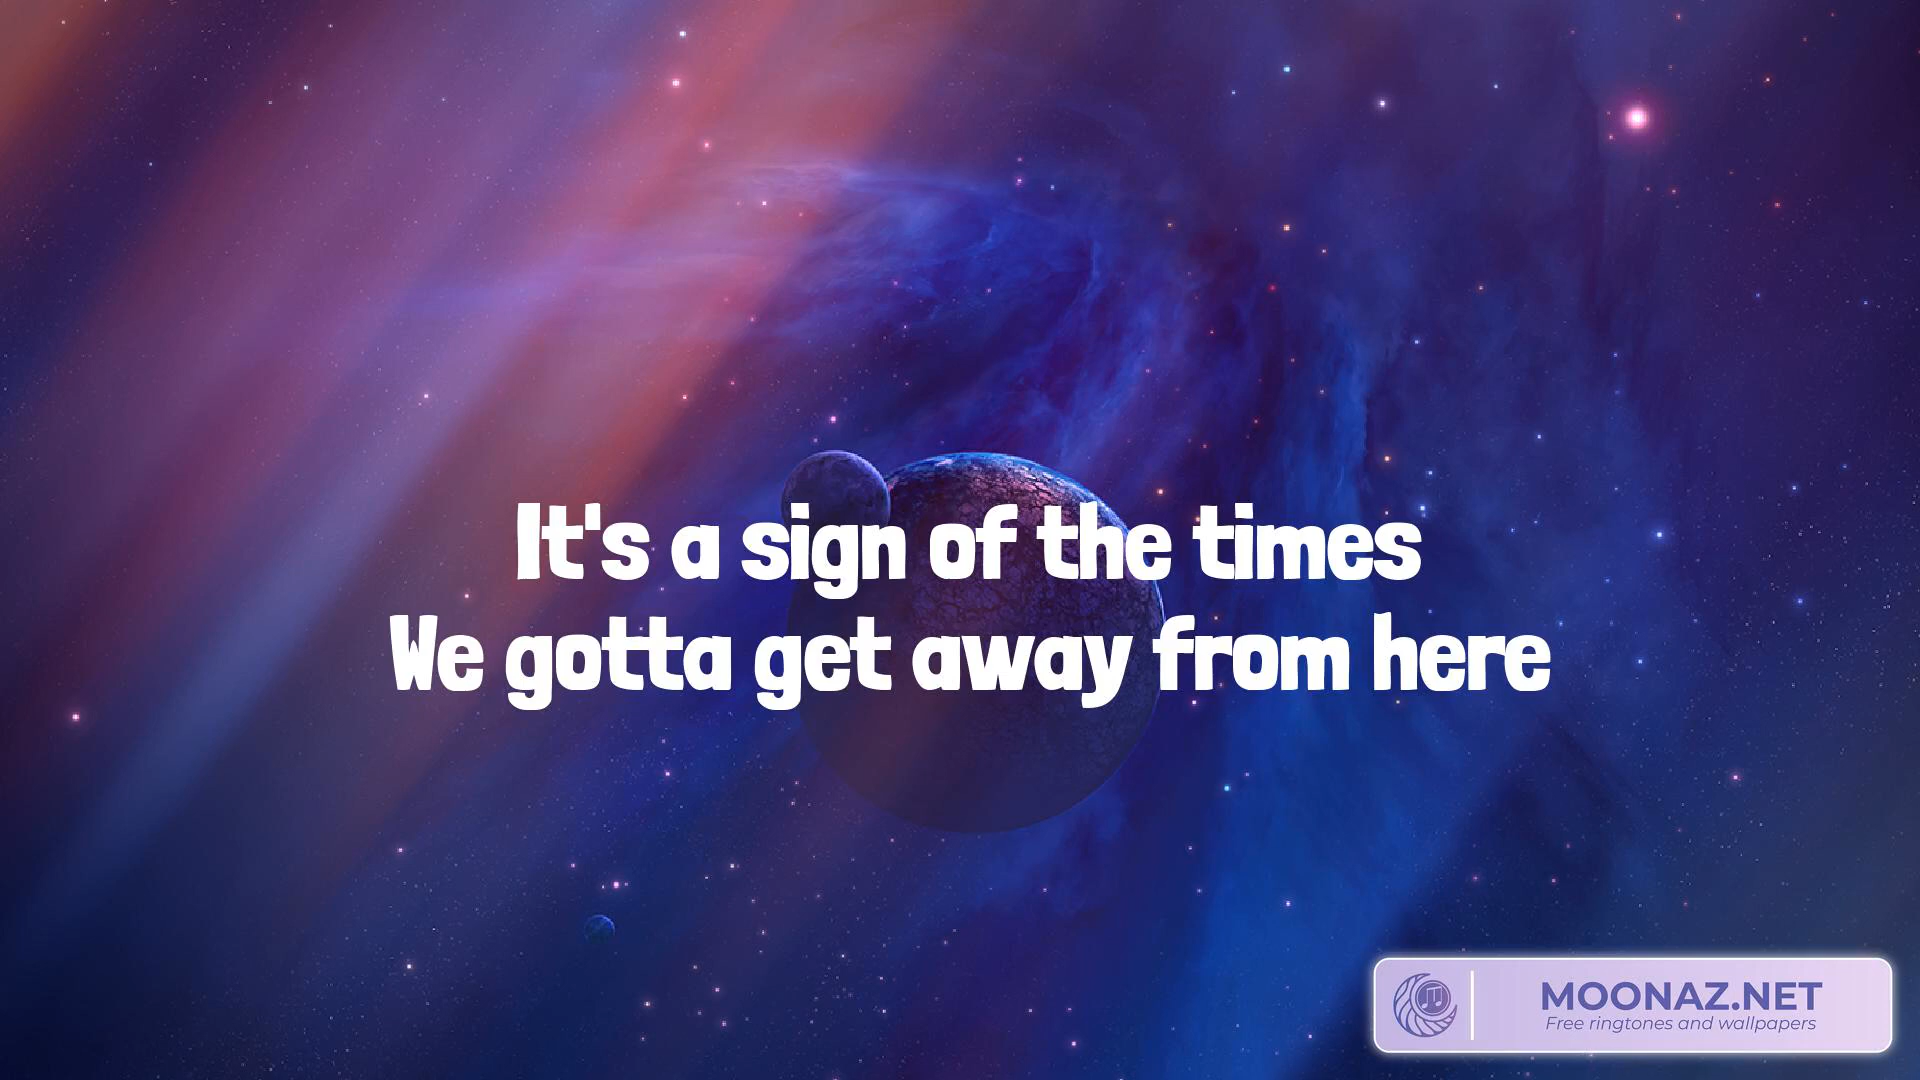 It's a sign of the times
We gotta get away from here
MOONAZ.NET
Free ringtones and wallpapers